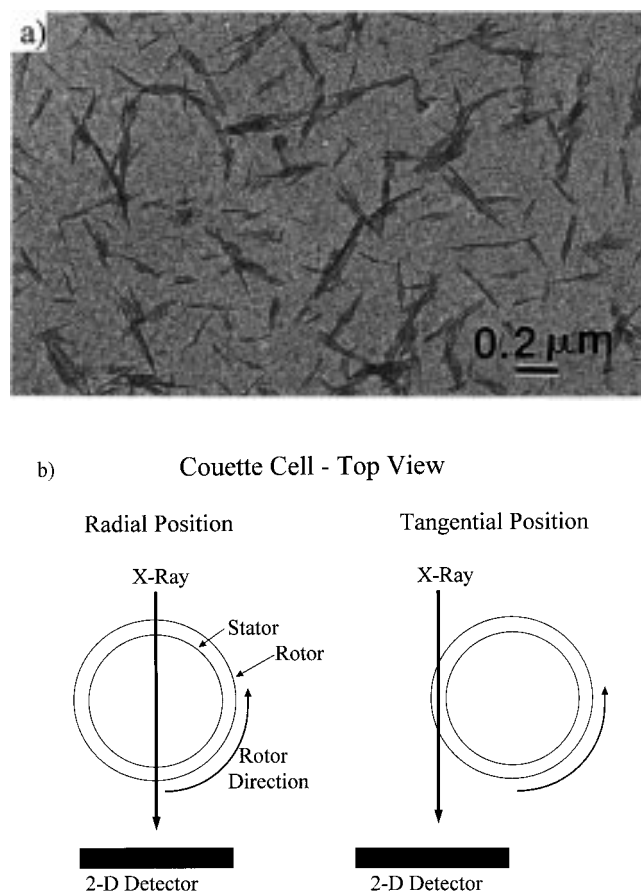 a)
0.2 μm
b)
Couette Cell - Top View
Radial Position
Tangential Position
X-Ray
X-Ray
Stator
Rotor
Rotor
Direction
2-D Detector
2-D Detector